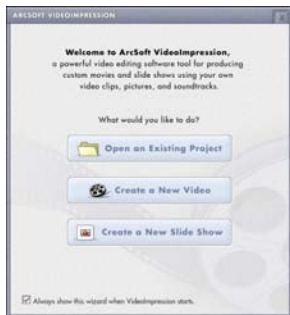 ARCSOFT VIDEOIMPRESSION
Welcome to ArcSoft VideoImpression,
a powerful video editing software tool for producing
custom movies and slide shows using your own
video clips, pictures, and soundtracks.
What would you like to do?
Open an Existing Project
Create a New Video
Create a New Slide Show
Always show this wizard when VideoImpression starts.